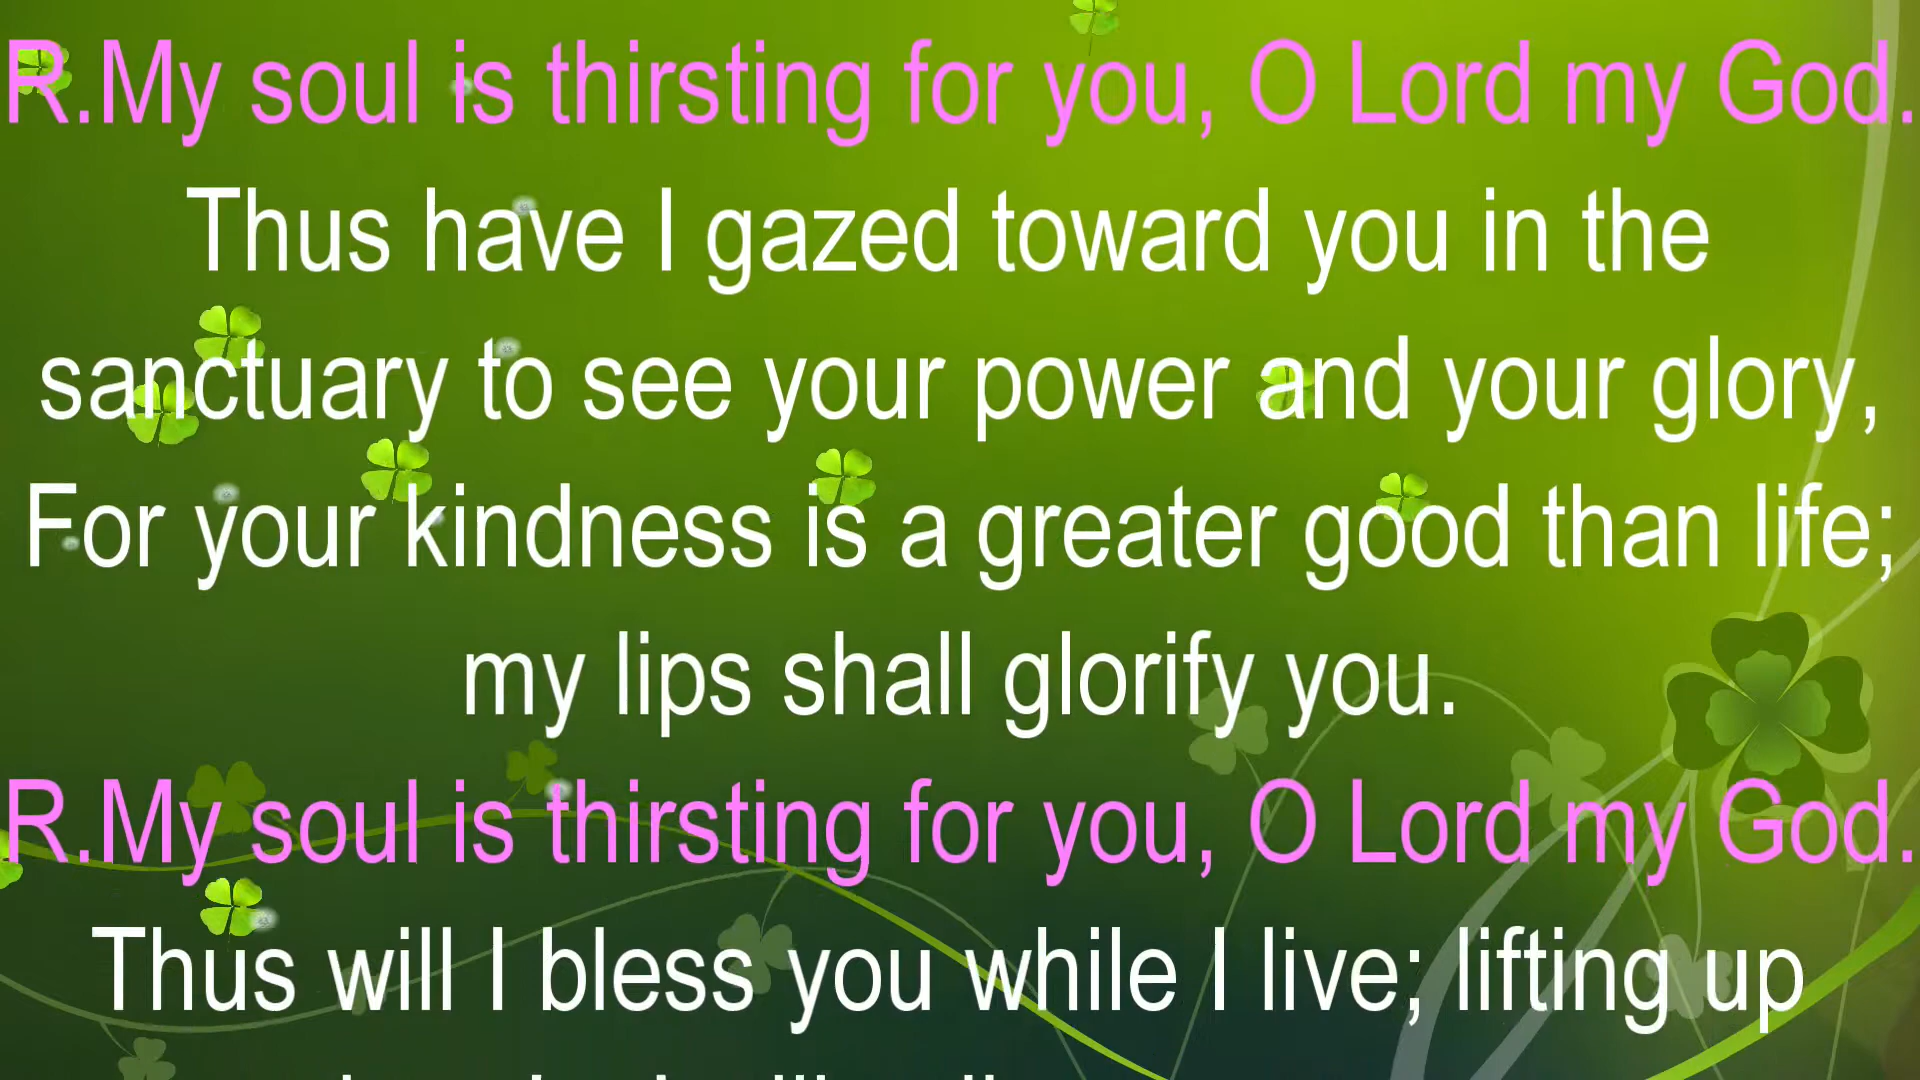 R.My soul is thirsting for you, O Lord my God.
Thus have I gazed toward you in the
sanctuary to see your power and your glory,
For your kindness is a greater good than life;
my lips shall glorify you.
R.My soul is thirsting for you, O Lord my God.
Thus will I bless you while I live; lifting up